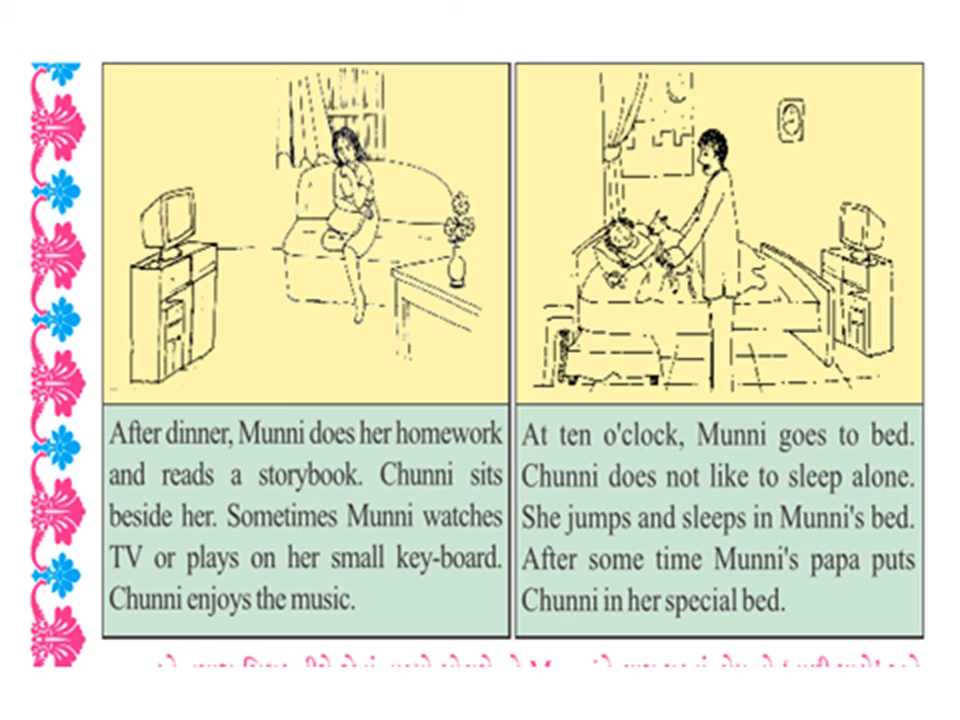 After dinner, Munni does her homework
and reads a storybook. Chunni sits
beside her. Sometimes Munni watches
TV or plays on her small key-board.
Chunni enjoys the music.
At ten o'clock, Munni goes to bed.
Chunni does not like to sleep alone.
She jumps and sleeps in Munni's bed.
After some time Munni's papa puts
Chunni in her special bed.